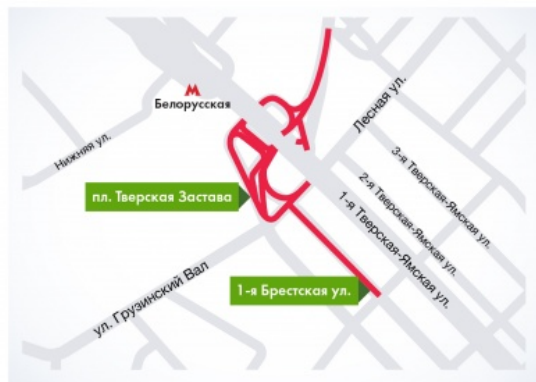 М
Белорусская
Лесная ул.
Нижняя ул.
3-я Тверская-Ямская ул.
2-я Тверская-Ямская ул.
пл. Тверская Застава
1-я Тверская-Ямская ул.
1-я Брестская ул.
ул. Грузинский Вал